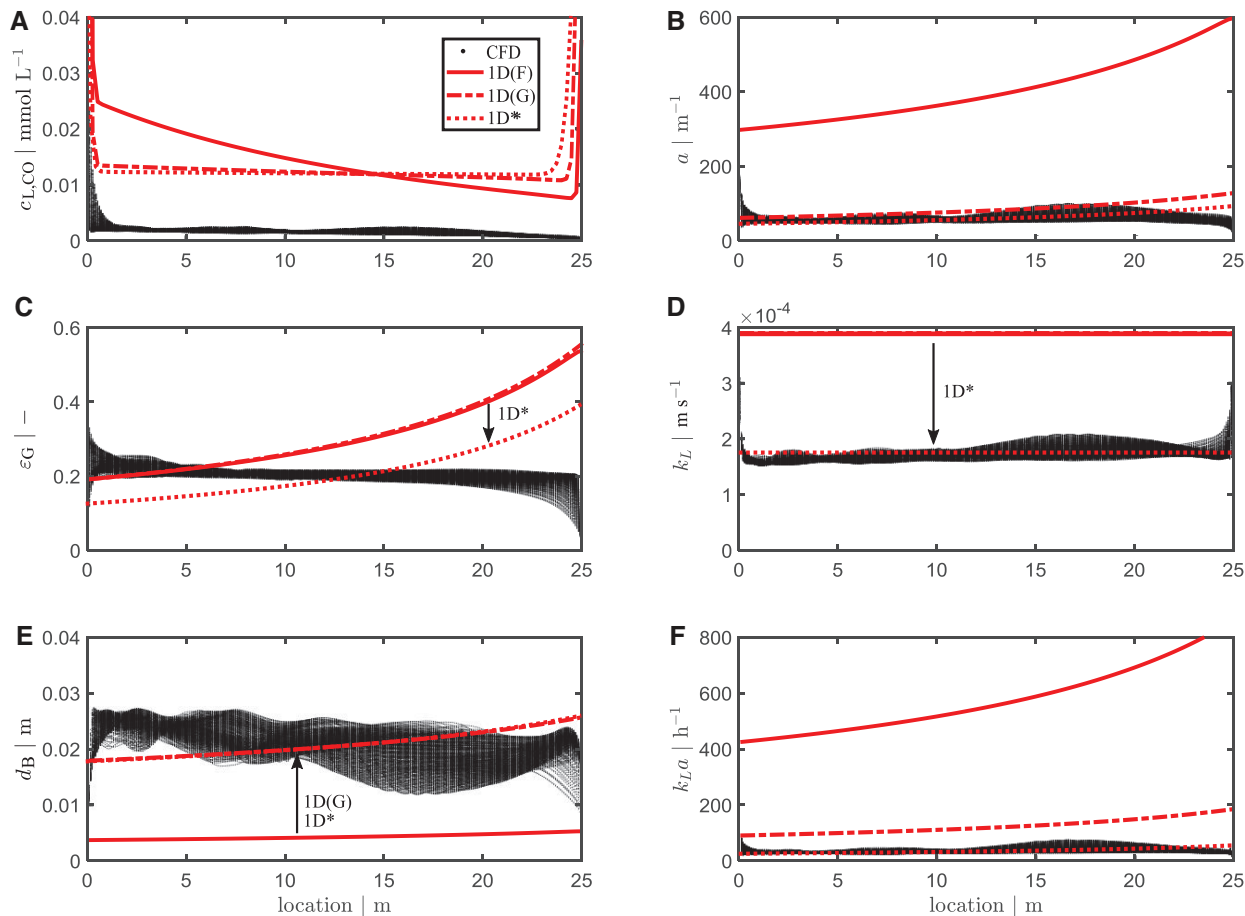 A
c_L,CO | mmol L⁻¹
0.04
0.03
0.02
0.01
0
0 5 10 15 20 25
CFD
1D(F)
1D(G)
1D*
B
a | m⁻¹
600
400
200
0
0 5 10 15 20 25
C
ε_G | −
0.6
0.4
0.2
0
0 5 10 15 20 25
1D*
D
k_L | m s⁻¹
×10⁻⁴
4
3
2
1
0
0 5 10 15 20 25
1D*
E
d_B | m
0.04
0.03
0.02
0.01
0
0 5 10 15 20 25
1D(G)
1D*
location | m
F
k_L a | h⁻¹
800
600
400
200
0
0 5 10 15 20 25
location | m